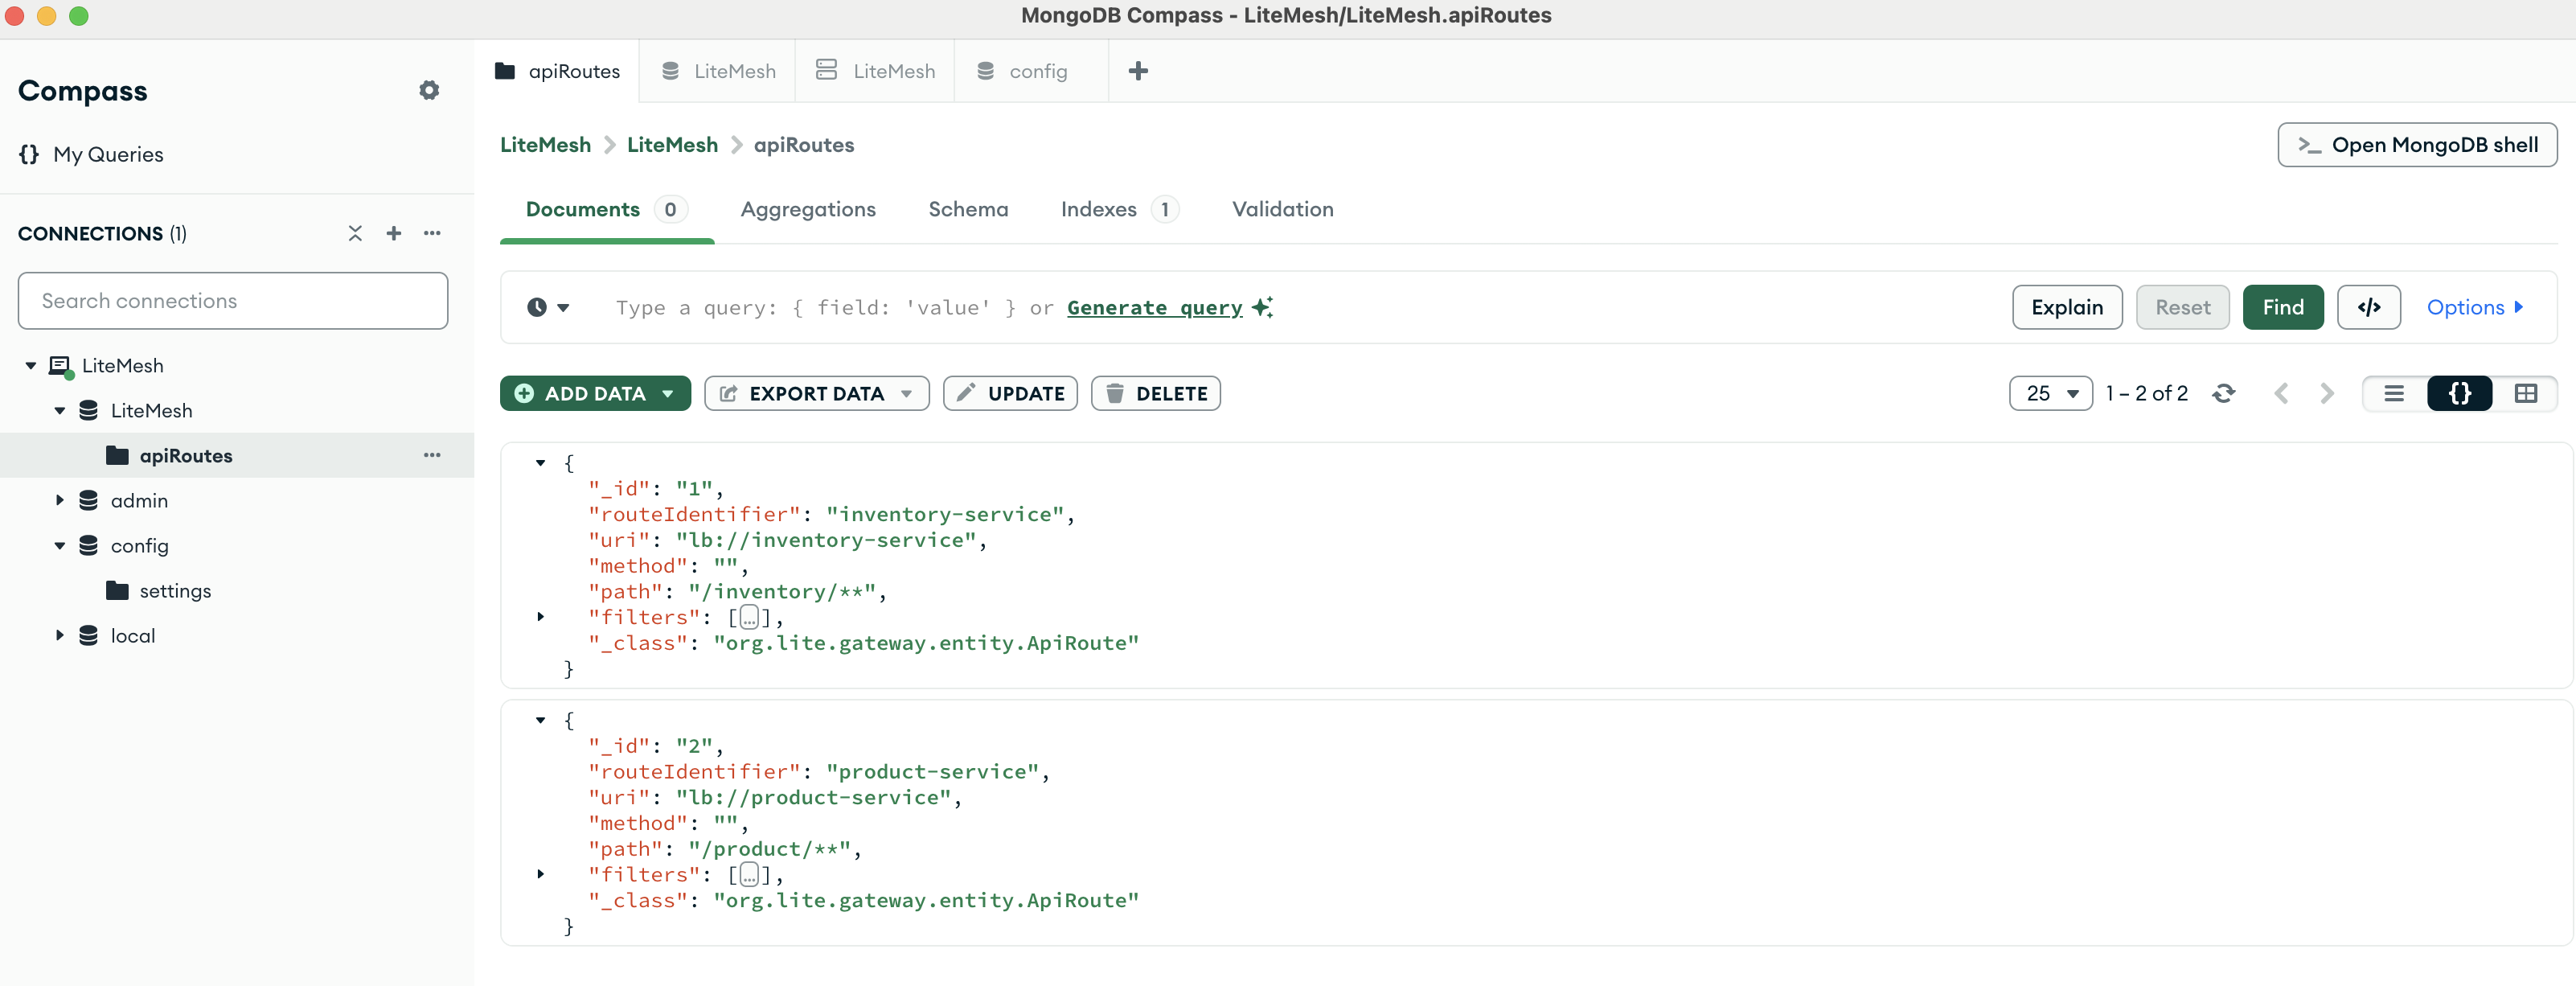 MongoDB Compass - LiteMesh/LiteMesh.apiRoutes
Compass
My Queries
CONNECTIONS (1)
Search connections
LiteMesh
LiteMesh
apiRoutes
admin
config
settings
local
apiRoutes
LiteMesh
LiteMesh
config
LiteMesh > LiteMesh > apiRoutes
>_ Open MongoDB shell
Documents 0
Aggregations
Schema
Indexes 1
Validation
Type a query: { field: 'value' } or Generate query
Explain
Reset
Find
</>
Options
ADD DATA
EXPORT DATA
UPDATE
DELETE
25
1 – 2 of 2
{}
{
"_id": "1",
"routeIdentifier": "inventory-service",
"uri": "lb://inventory-service",
"method": "",
"path": "/inventory/**",
"filters": […],
"_class": "org.lite.gateway.entity.ApiRoute"
}
{
"_id": "2",
"routeIdentifier": "product-service",
"uri": "lb://product-service",
"method": "",
"path": "/product/**",
"filters": […],
"_class": "org.lite.gateway.entity.ApiRoute"
}